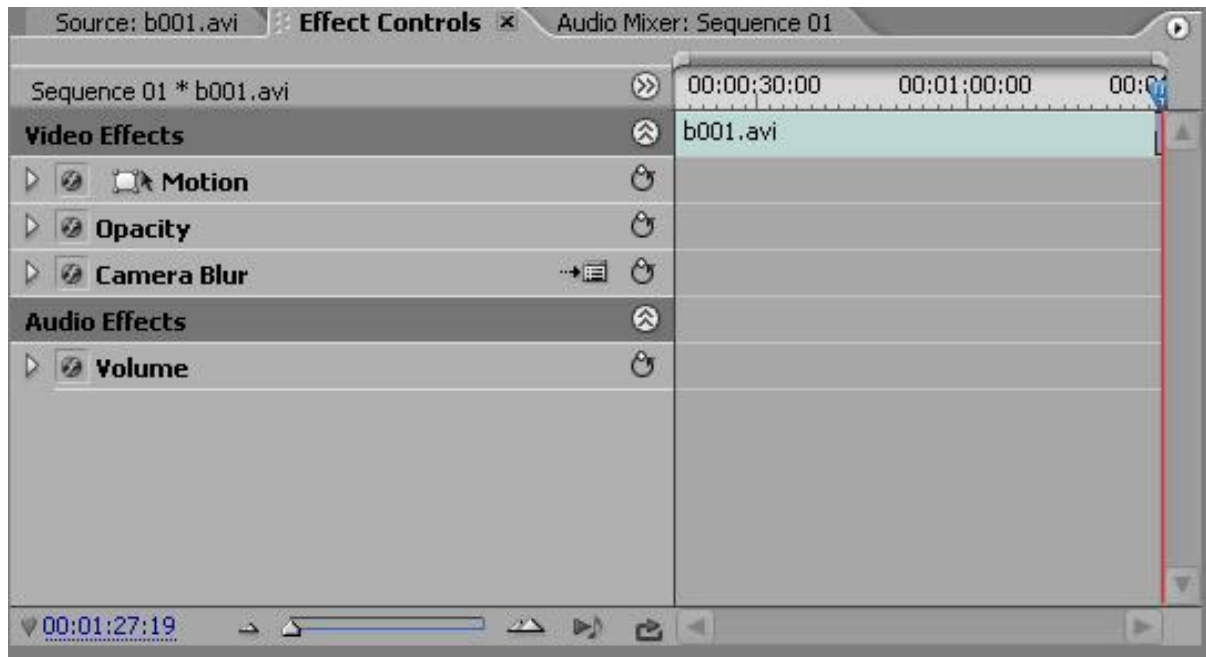 Source: b001.avi Effect Controls Audio Mixer: Sequence 01
Sequence 01 * b001.avi 00:00:30:00 00:01:00:00
Video Effects b001.avi
Motion
Opacity
Camera Blur
Audio Effects
Volume
00:01:27:19